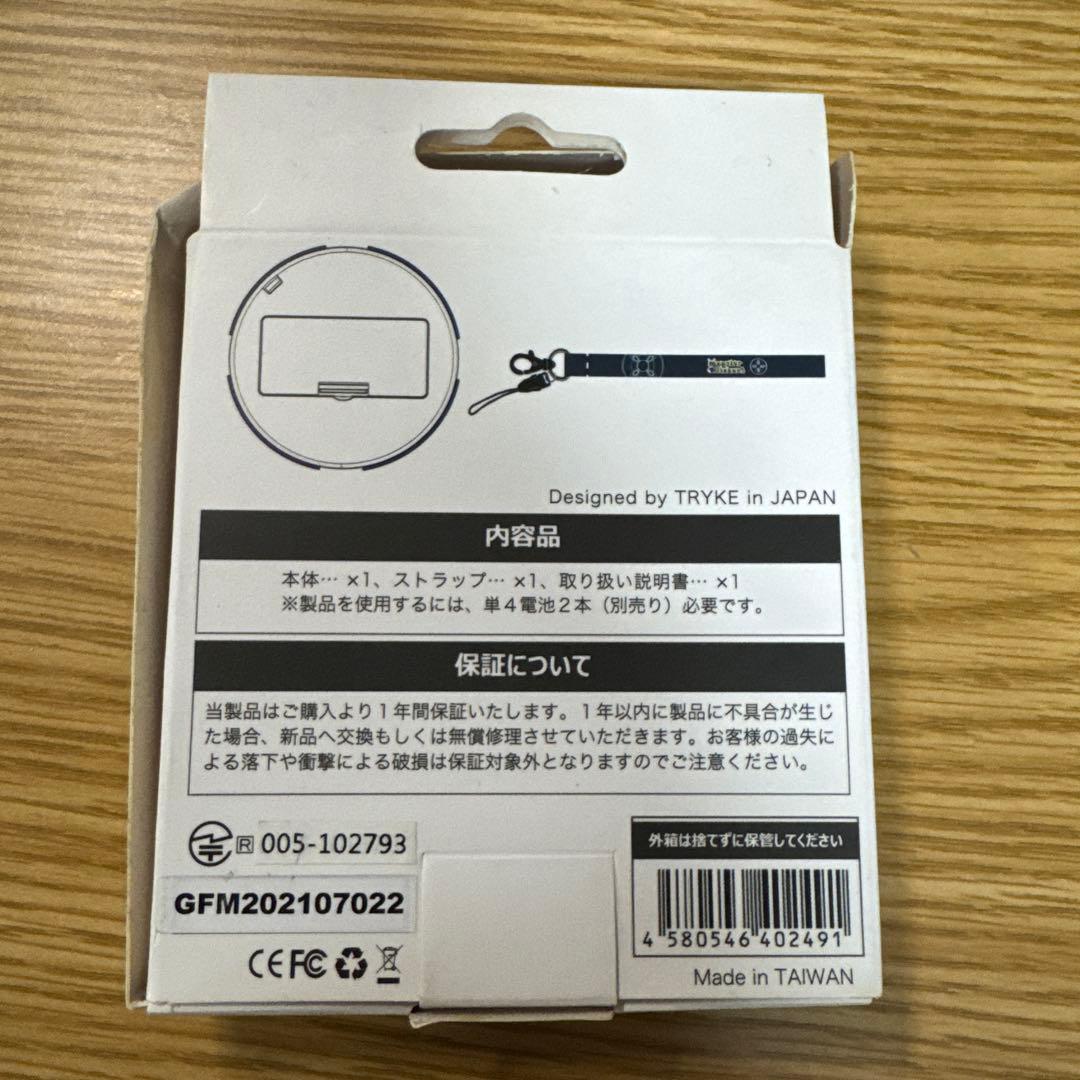 Designed by TRYKE in JAPAN
内容品
本体… ×1、ストラップ… ×1、取り扱い説明書… ×1
※製品を使用するには、単４電池２本（別売り）必要です。
保証について
当製品はご購入より１年間保証いたします。１年以内に製品に不具合が生じ
た場合、新品へ交換もしくは無償修理させていただきます。お客様の過失に
よる落下や衝撃による破損は保証対象外となりますのでご注意ください。
R 005-102793
GFM202107022
CE FC
外箱は捨てずに保管してください
4 580546 402491
Made in TAIWAN